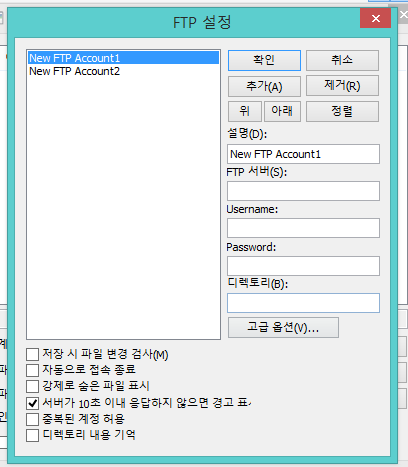 FTP 설정
New FTP Account1
New FTP Account2
확인
취소
추가(A)
제거(R)
위
아래
정렬
설명(D):
New FTP Account1
FTP 서버(S):
Username:
Password:
디렉토리(B):
고급 옵션(V)...
저장 시 파일 변경 검사(M)
자동으로 접속 종료
강제로 숨은 파일 표시
서버가 10초 이내 응답하지 않으면 경고 표시
중복된 계정 허용
디렉토리 내용 기억